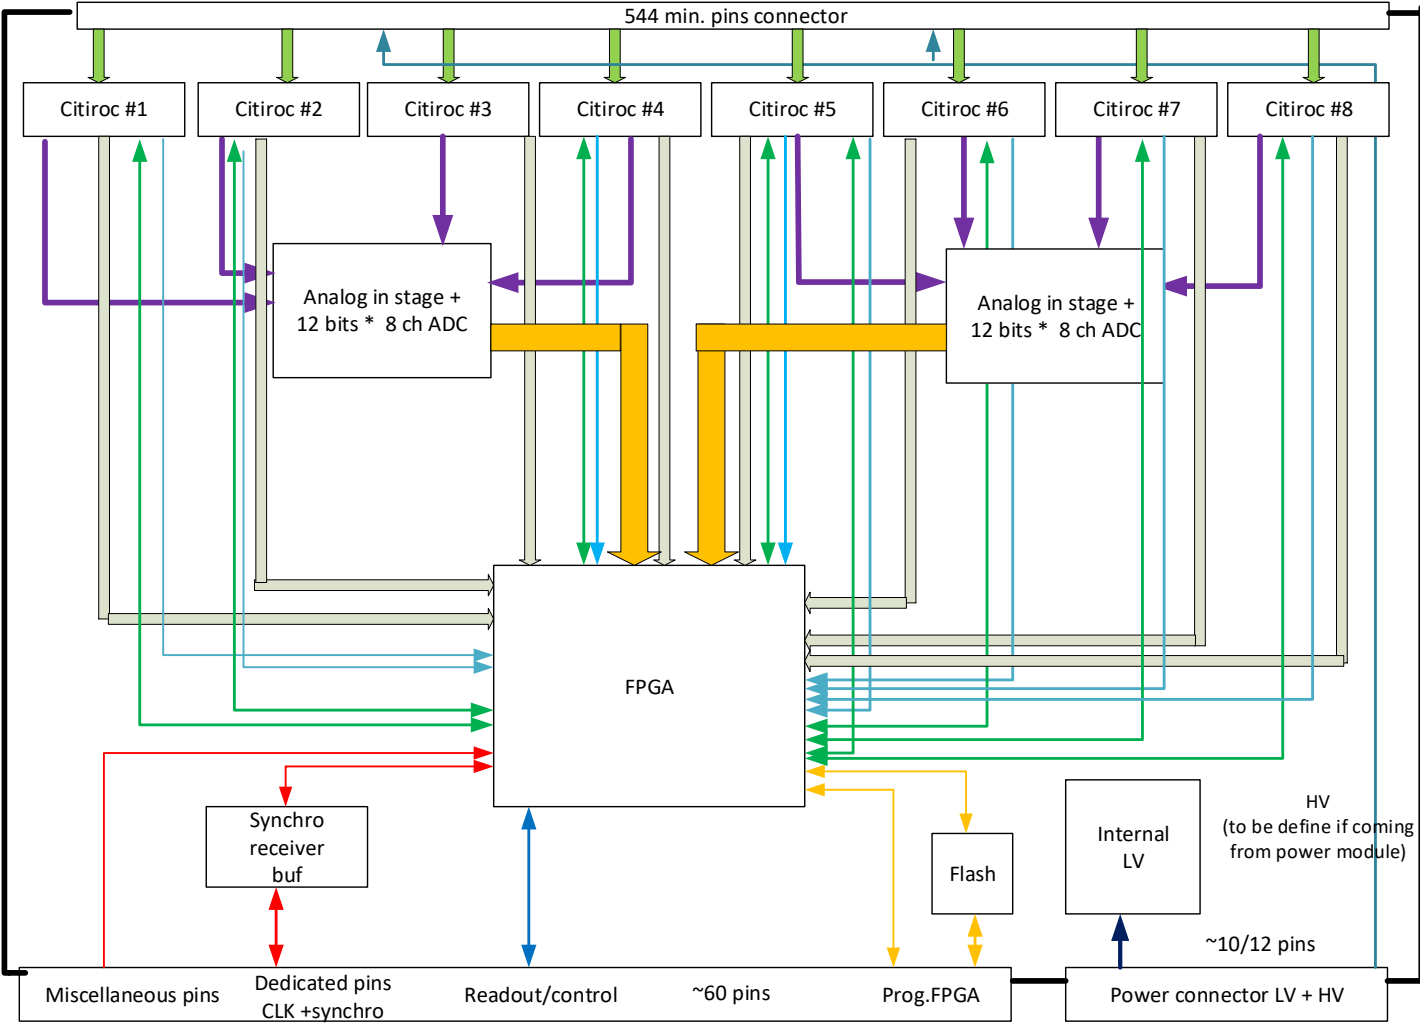 544 min. pins connector
Citiroc #1
Citiroc #2
Citiroc #3
Citiroc #4
Citiroc #5
Citiroc #6
Citiroc #7
Citiroc #8
Analog in stage +
12 bits * 8 ch ADC
Analog in stage +
12 bits * 8 ch ADC
FPGA
Synchro
receiver
buf
Flash
Internal
LV
HV
(to be define if coming
from power module)
~10/12 pins
Miscellaneous pins
Dedicated pins
CLK +synchro
Readout/control
~60 pins
Prog.FPGA
Power connector LV + HV